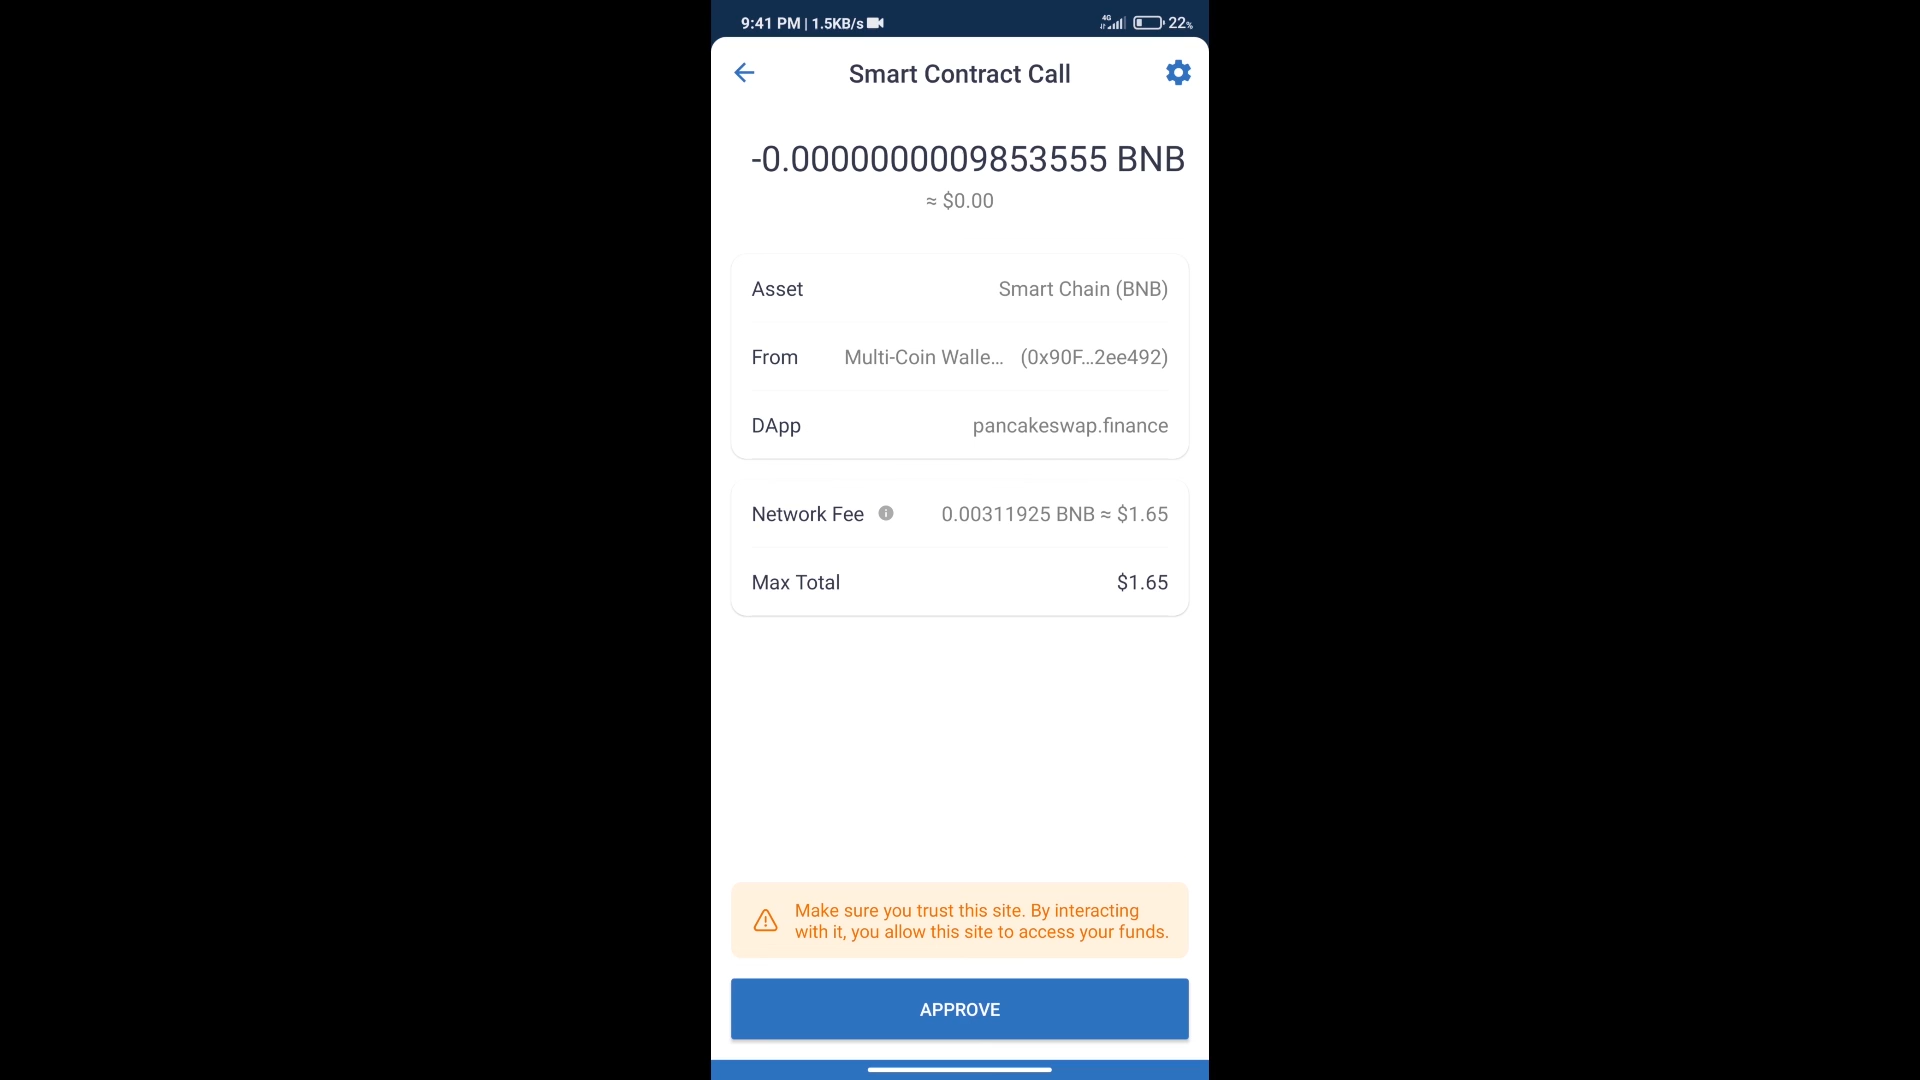 9:41 PM | 1.5KB/s
4G 22%
Smart Contract Call
-0.0000000009853555 BNB
≈ $0.00
Asset Smart Chain (BNB)
From Multi-Coin Walle... (0x90F...2ee492)
DApp pancakeswap.finance
Network Fee 0.00311925 BNB ≈ $1.65
Max Total $1.65
Make sure you trust this site. By interacting
with it, you allow this site to access your funds.
APPROVE